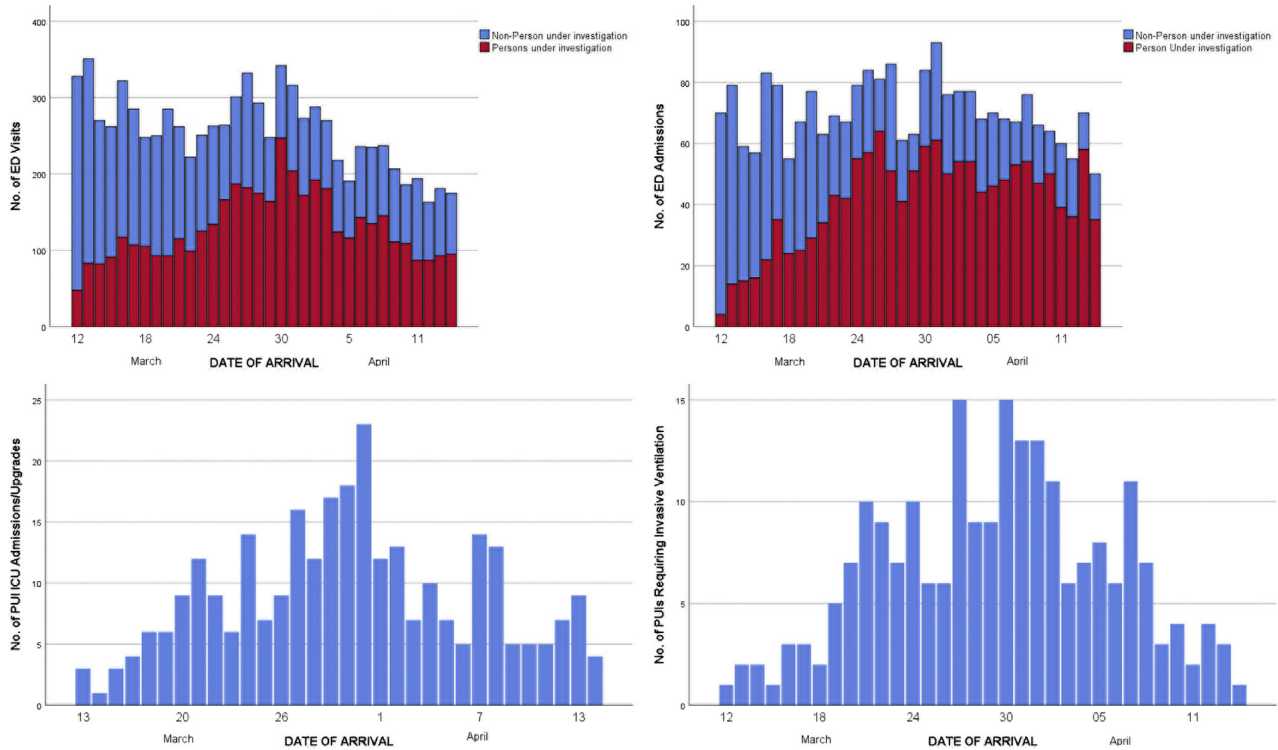 400
300
200
100
0
No. of ED Visits
Non-Person under investigation
Persons under investigation
12 18 24 30 5 11
March DATE OF ARRIVAL April
100
80
60
40
20
0
No. of ED Admissions
Non-Person under investigation
Person Under investigation
12 18 24 30 05 11
March DATE OF ARRIVAL April
25
20
15
10
5
0
No. of PUI ICU Admissions/Upgrades
13 20 26 1 7 13
March DATE OF ARRIVAL April
15
10
5
0
No. of PUIs Requiring Invasive Ventilation
12 18 24 30 05 11
March DATE OF ARRIVAL April